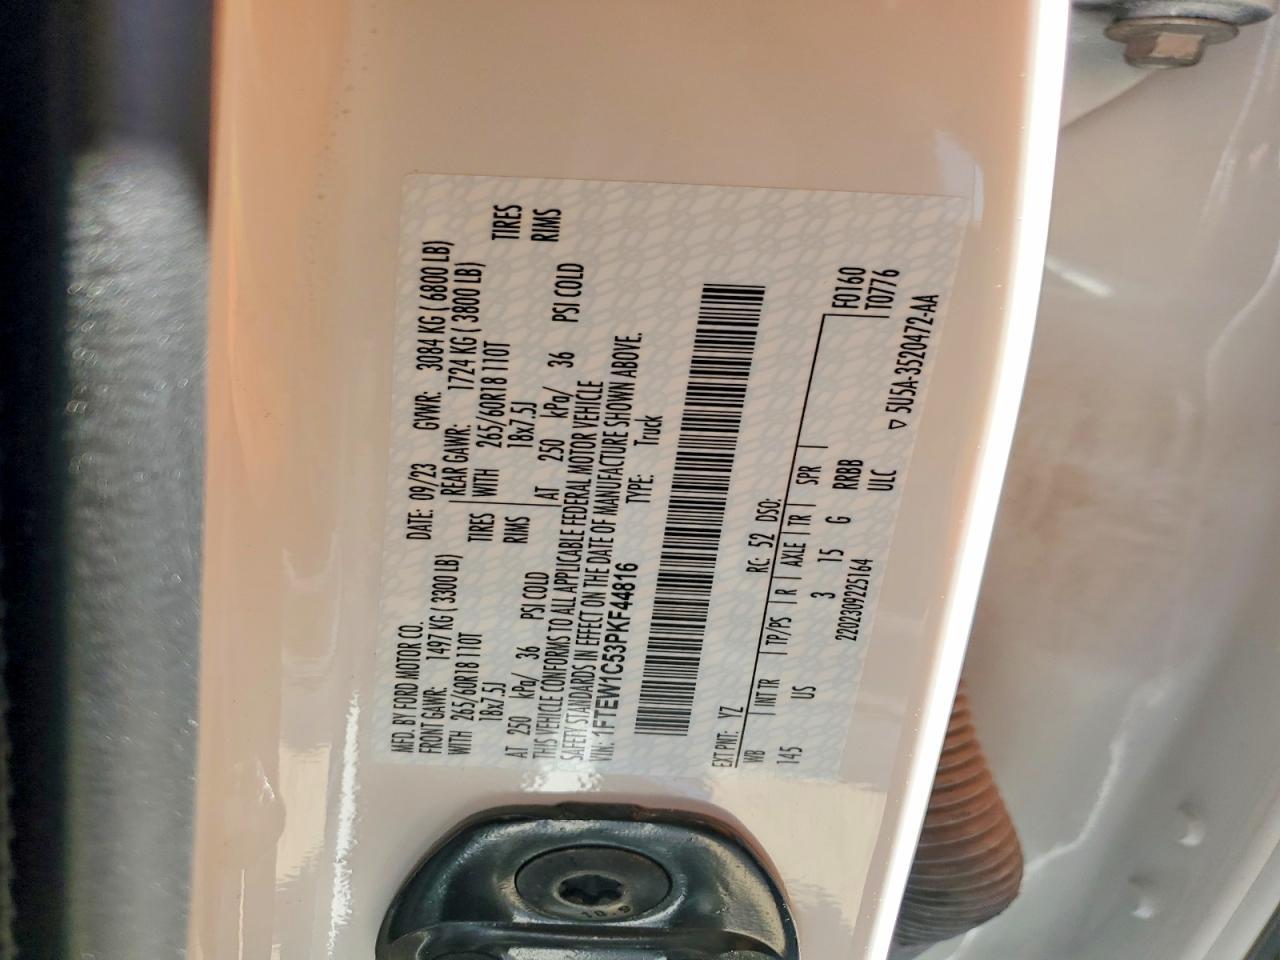 MFD. BY FORD MOTOR CO.
DATE: 09/23 GVWR: 3084 KG ( 6800 LB)
FRONT GAWR: 1497 KG ( 3300 LB)
REAR GAWR: 1724 KG ( 3800 LB)
WITH 265/60R18 110T TIRES
WITH 265/60R18 110T TIRES
18x7.5J RIMS
18x7.5J RIMS
AT 250 kPa/ 36 PSI COLD
AT 250 kPa/ 36 PSI COLD
THIS VEHICLE CONFORMS TO ALL APPLICABLE FEDERAL MOTOR VEHICLE
SAFETY STANDARDS IN EFFECT ON THE DATE OF MANUFACTURE SHOWN ABOVE.
VIN: 1FTEW1C53PKF44816 TYPE: Truck
EXT PNT: YZ RC: 52 DSO:
WB INT TR TP/PS R AXLE TR SPR F0160
145 US 3 15 G RRBB T0776
2202309225164 ULC
▽ 5U5A-3520472-AA
10.9